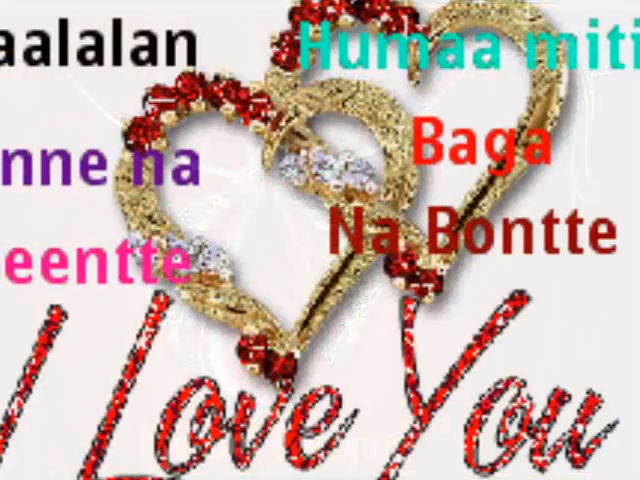 aalalan
Humaa miti
nne na
Baga
eentte
Na Bontte
I Love You